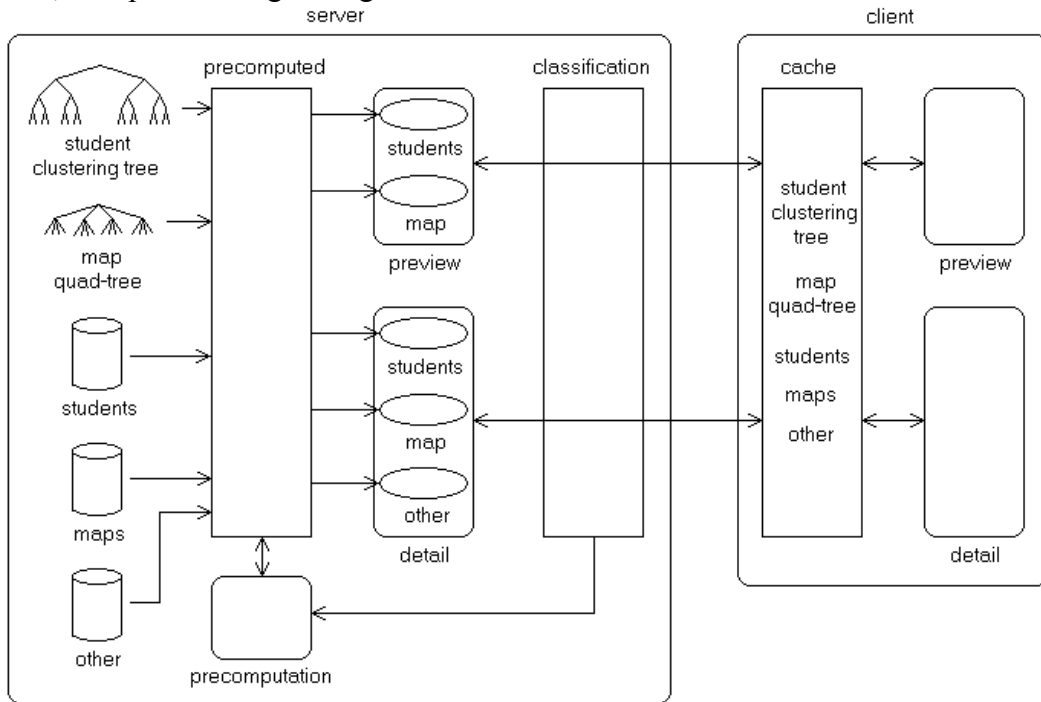 server
client
precomputed
classification
cache
student
clustering tree
map
quad-tree
students
maps
other
students
map
preview
students
map
other
detail
precomputation
student
clustering
tree
map
quad-tree
students
maps
other
preview
detail